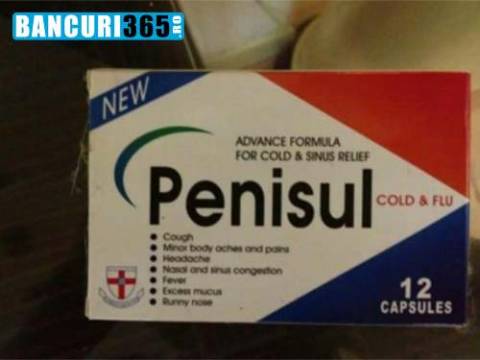 BANCURI365.RO
NEW
ADVANCE FORMULA
FOR COLD & SINUS RELIEF
Penisul
COLD & FLU
Cough
Minor body aches and pains
Headache
Nasal and sinus congestion
Fever
Excess mucus
Runny nose
12
CAPSULES